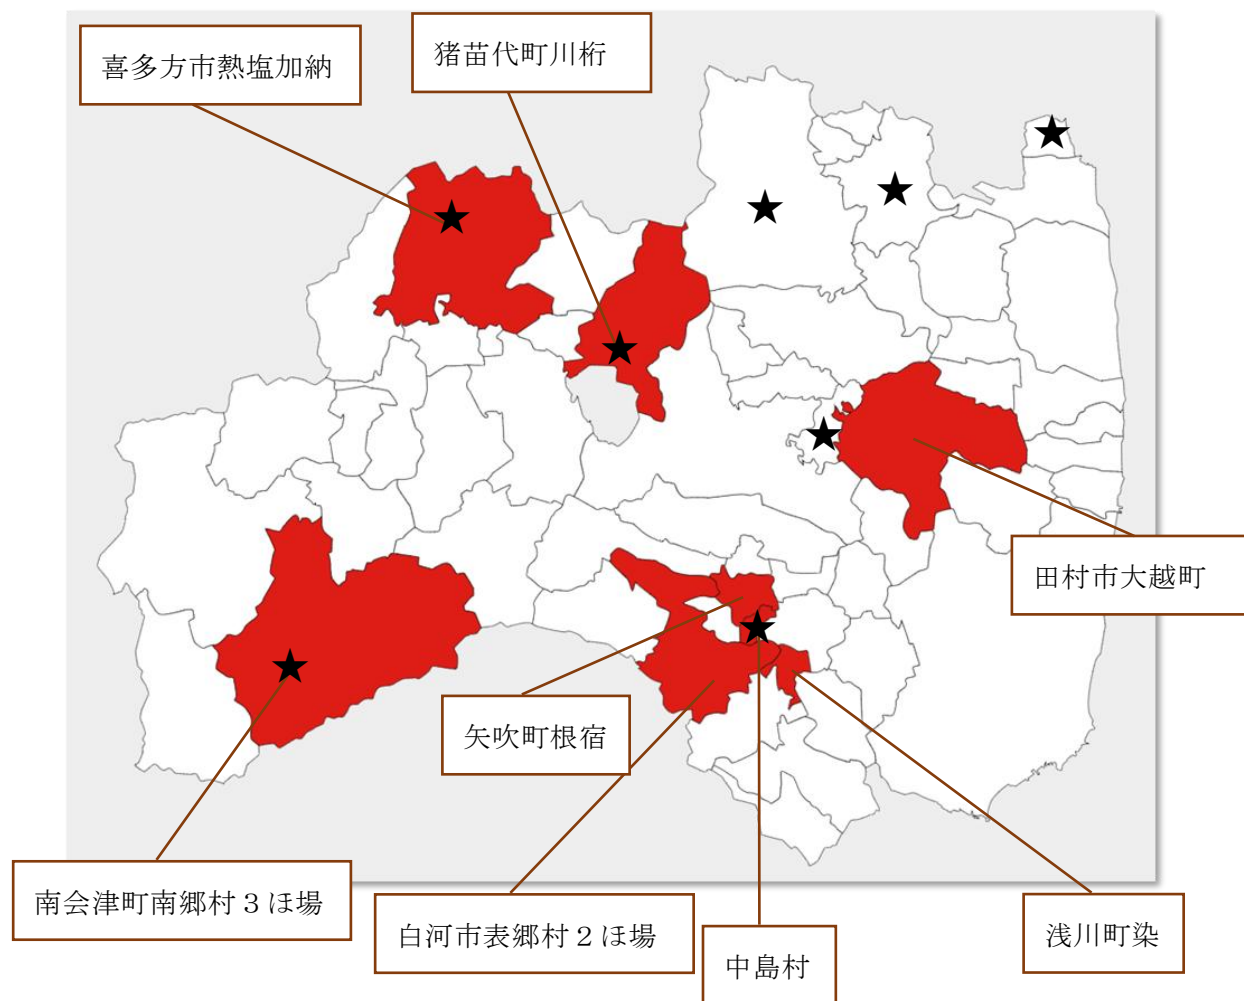 喜多方市熱塩加納
猪苗代町川桁
田村市大越町
矢吹町根宿
南会津町南郷村３ほ場
白河市表郷村２ほ場
中島村
浅川町染